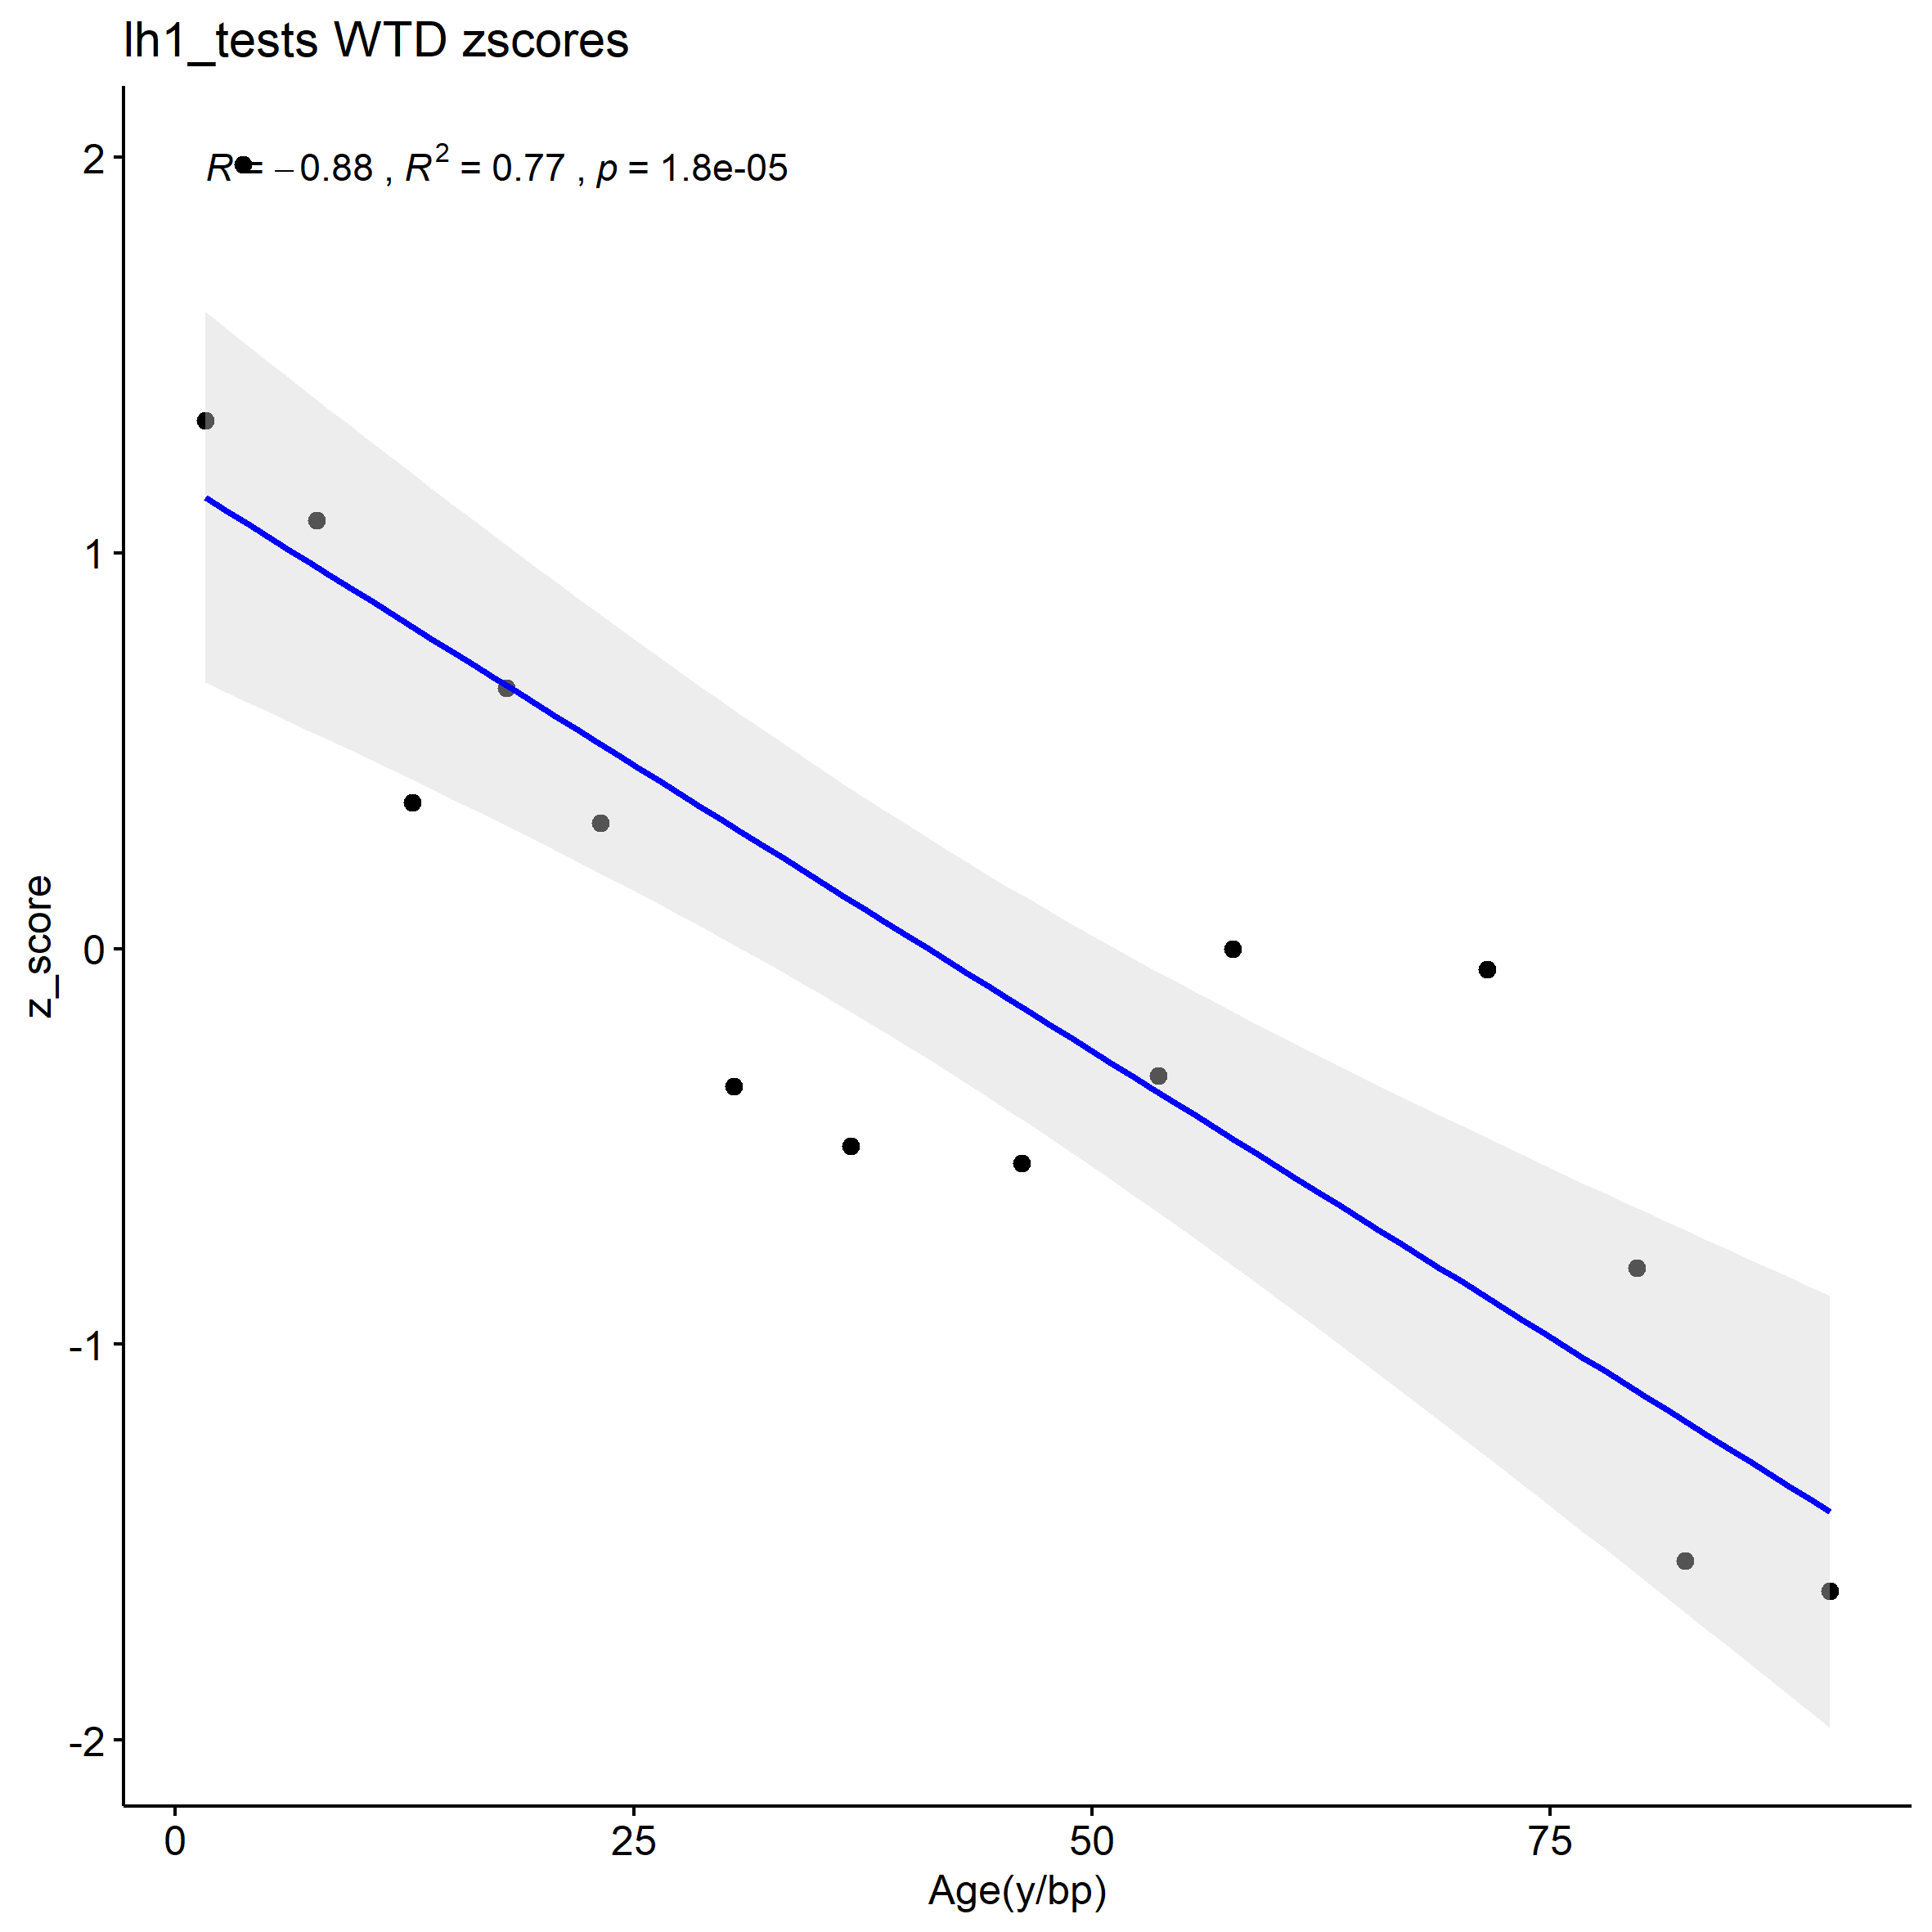 lh1_tests WTD zscores
R = −0.88 , R² = 0.77 , p = 1.8e-05
2
1
0
-1
-2
z_score
0 25 50 75
Age(y/bp)